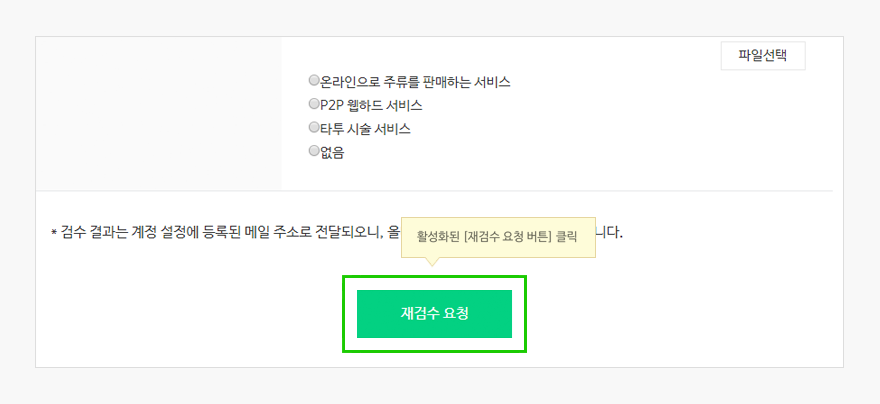 파일선택
온라인으로 주류를 판매하는 서비스
P2P 웹하드 서비스
타투 시술 서비스
없음
* 검수 결과는 계정 설정에 등록된 메일 주소로 전달되오니, 올 니다.
활성화된 [재검수 요청 버튼] 클릭
재검수 요청